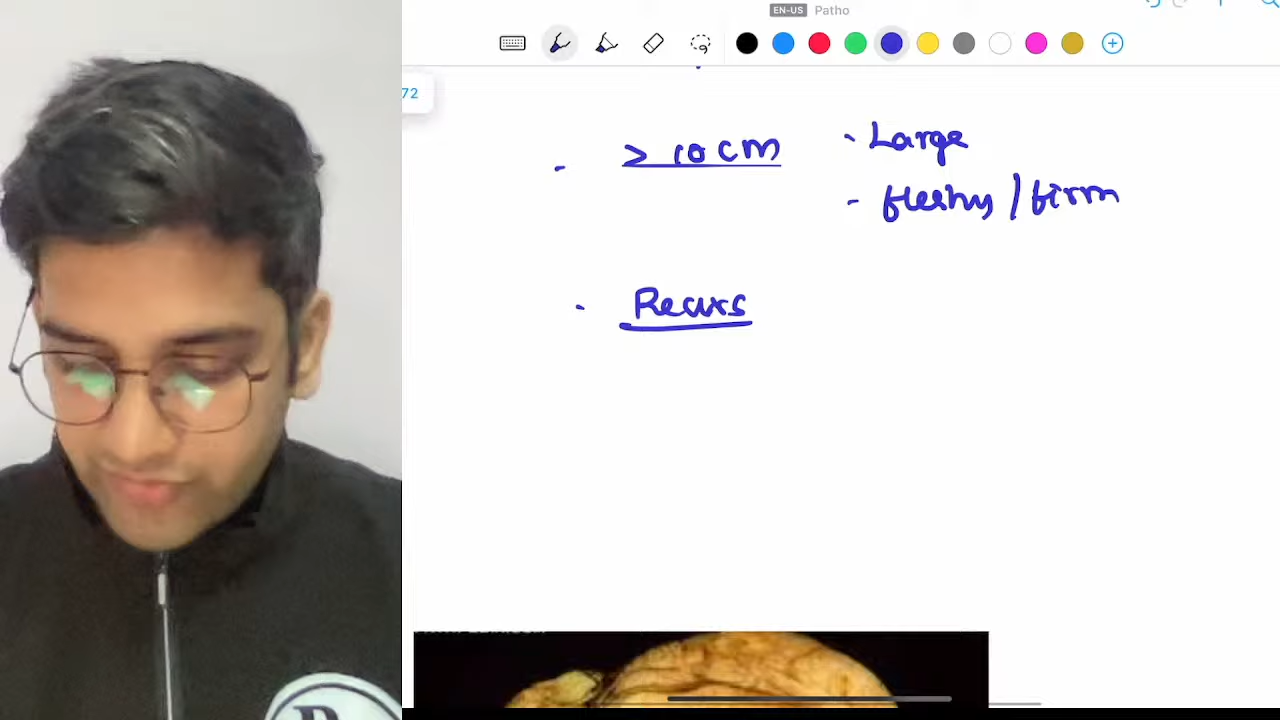 EN-US Patho
72
> 10 cm
· Large
- fleshy / firm
· Recurs